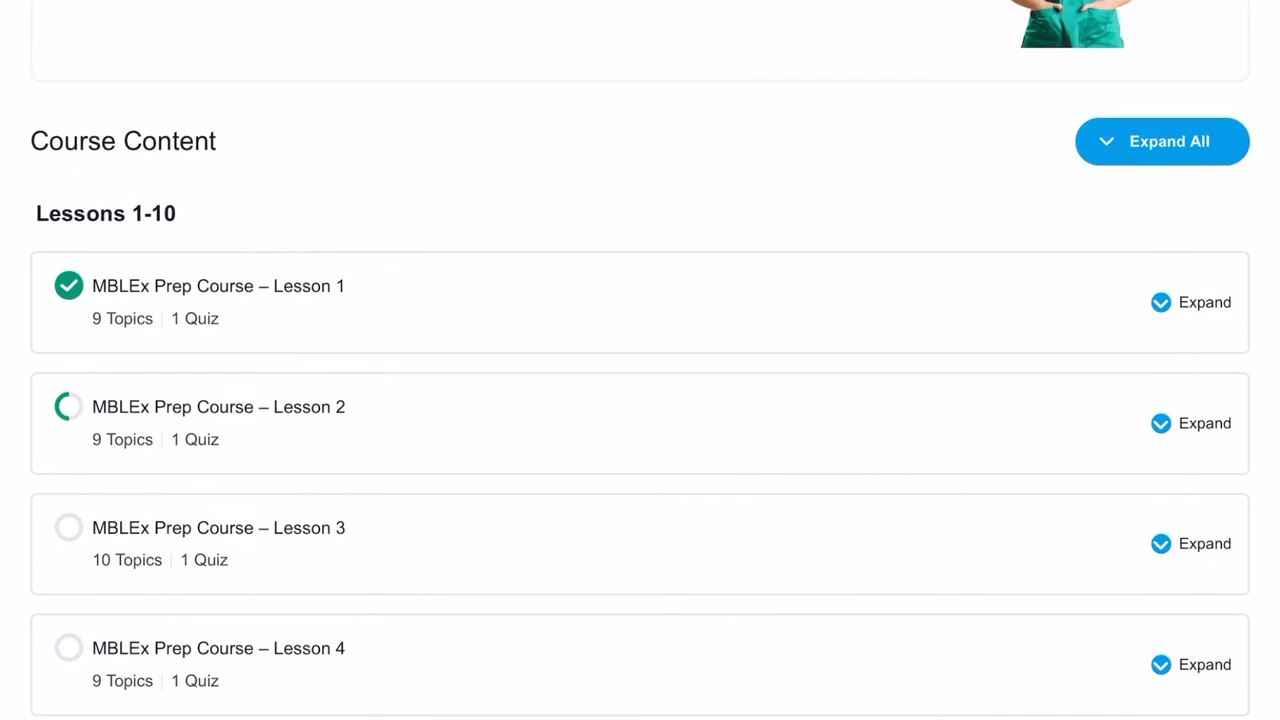 Course Content
Expand All
Lessons 1-10
MBLEx Prep Course – Lesson 1
9 Topics | 1 Quiz
Expand
MBLEx Prep Course – Lesson 2
9 Topics | 1 Quiz
Expand
MBLEx Prep Course – Lesson 3
10 Topics | 1 Quiz
Expand
MBLEx Prep Course – Lesson 4
9 Topics | 1 Quiz
Expand